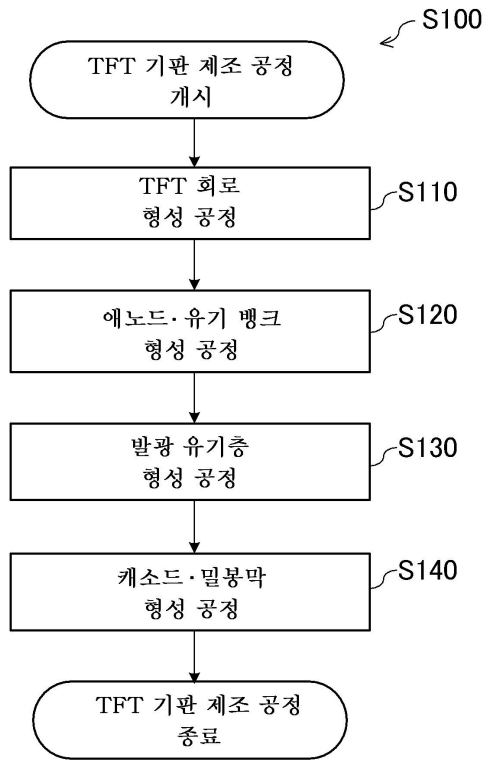 S100
TFT 기판 제조 공정
개시
TFT 회로
형성 공정
S110
애노드·유기 뱅크
형성 공정
S120
발광 유기층
형성 공정
S130
캐소드·밀봉막
형성 공정
S140
TFT 기판 제조 공정
종료